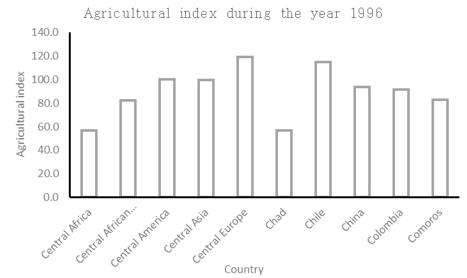 Agricultural index during the year 1996
140.0
120.0
100.0
80.0
60.0
40.0
20.0
0.0
Agricultural index
Central Africa
Central African...
Central America
Central Asia
Central Europe
Chad
Chile
China
Colombia
Comoros
Country